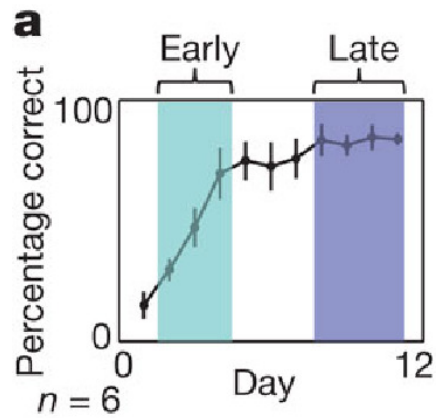 a
Early Late
Percentage correct
100
0
0 12
Day
n = 6